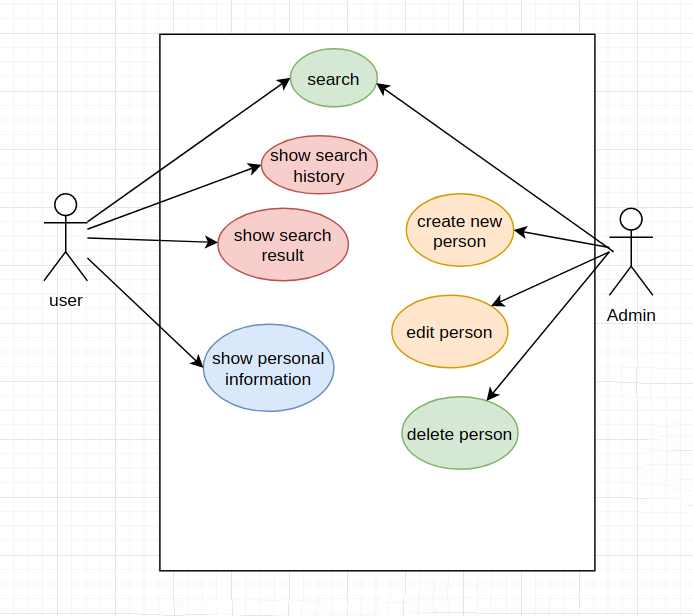 search
show search
history
show search
result
create new
person
user
Admin
edit person
show personal
information
delete person